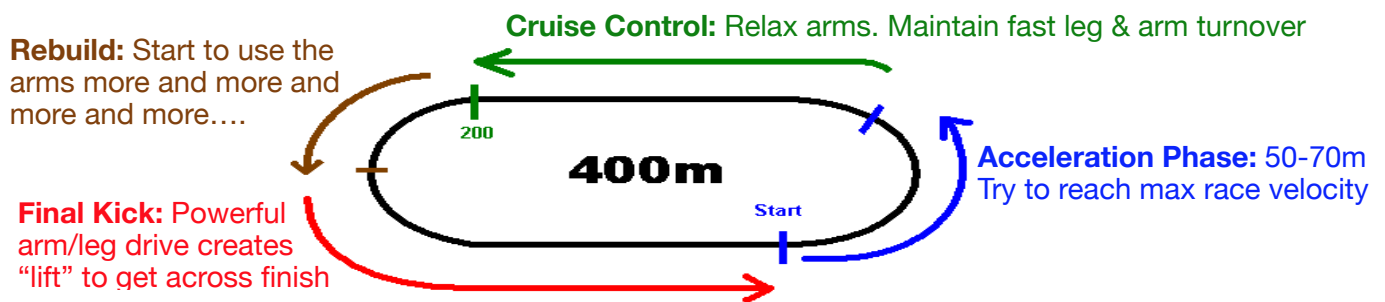 Cruise Control: Relax arms. Maintain fast leg & arm turnover
Rebuild: Start to use the
arms more and more and
more and more....
200
400m
Acceleration Phase: 50-70m
Try to reach max race velocity
Start
Final Kick: Powerful
arm/leg drive creates
“lift” to get across finish